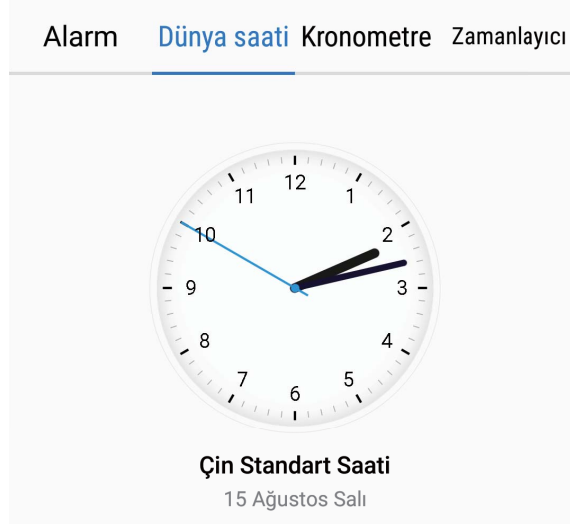 Alarm Dünya saati Kronometre Zamanlayıcı
12
11 1
10 2
9 3
8 4
7 5
6
Çin Standart Saati
15 Ağustos Salı